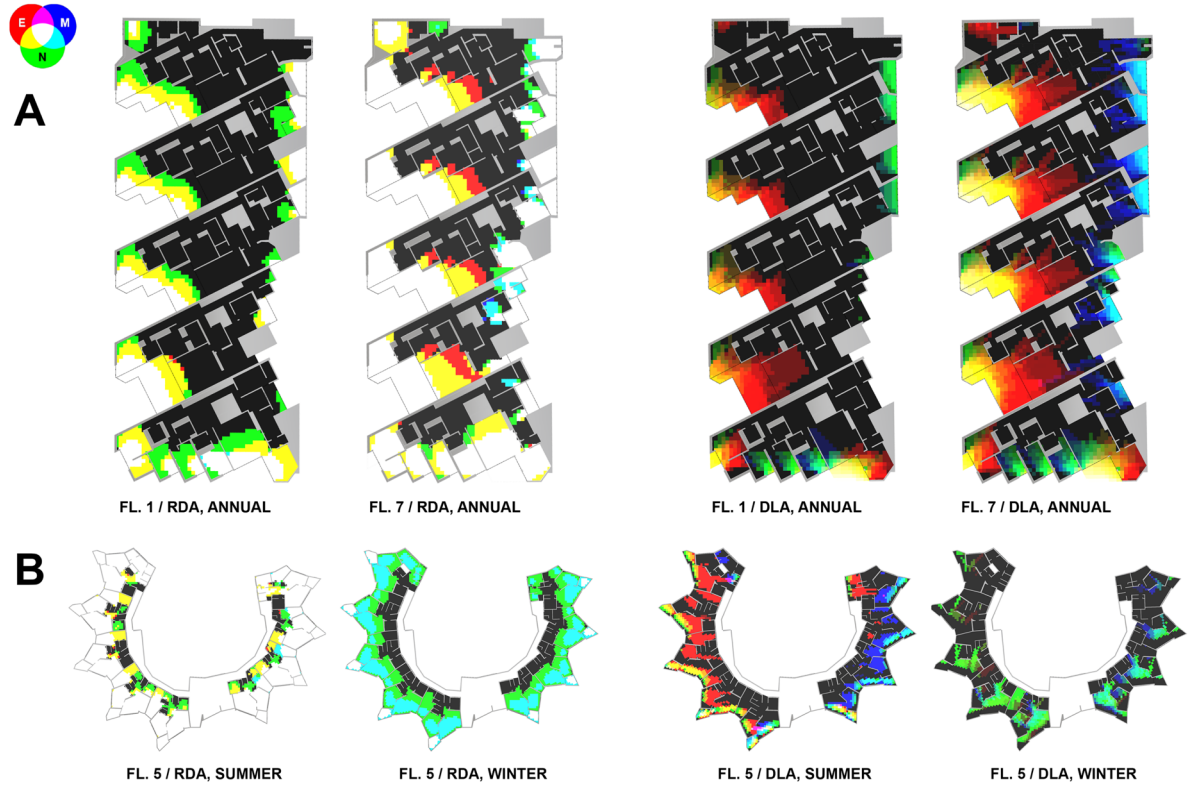 E M
N
A
FL. 1 / RDA, ANNUAL
FL. 7 / RDA, ANNUAL
FL. 1 / DLA, ANNUAL
FL. 7 / DLA, ANNUAL
B
FL. 5 / RDA, SUMMER
FL. 5 / RDA, WINTER
FL. 5 / DLA, SUMMER
FL. 5 / DLA, WINTER